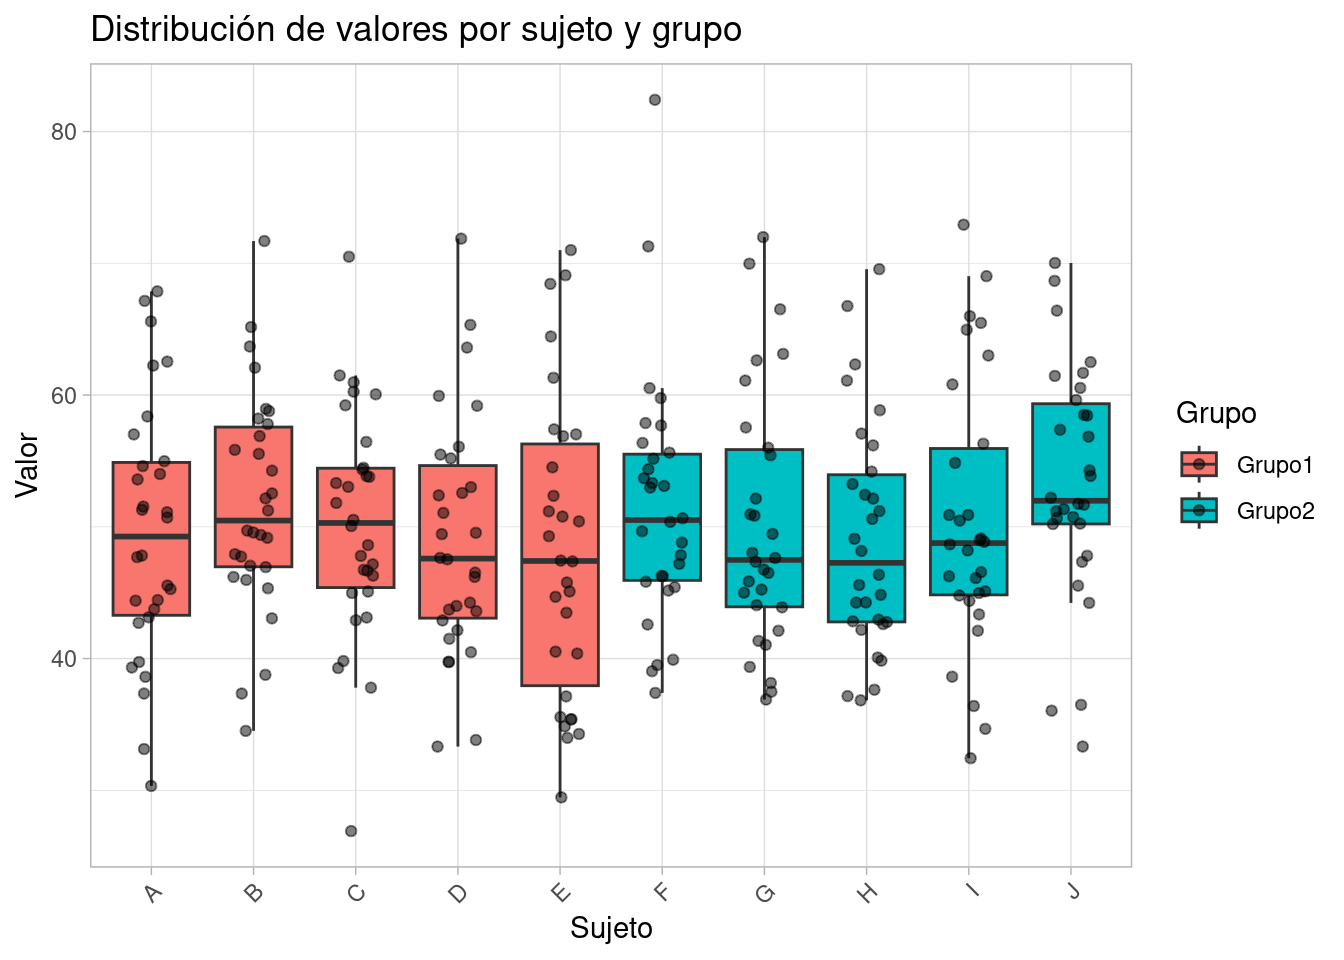 Distribución de valores por sujeto y grupo
80
60
40
Valor
A B C D E F G H I J
Sujeto
Grupo
Grupo1
Grupo2